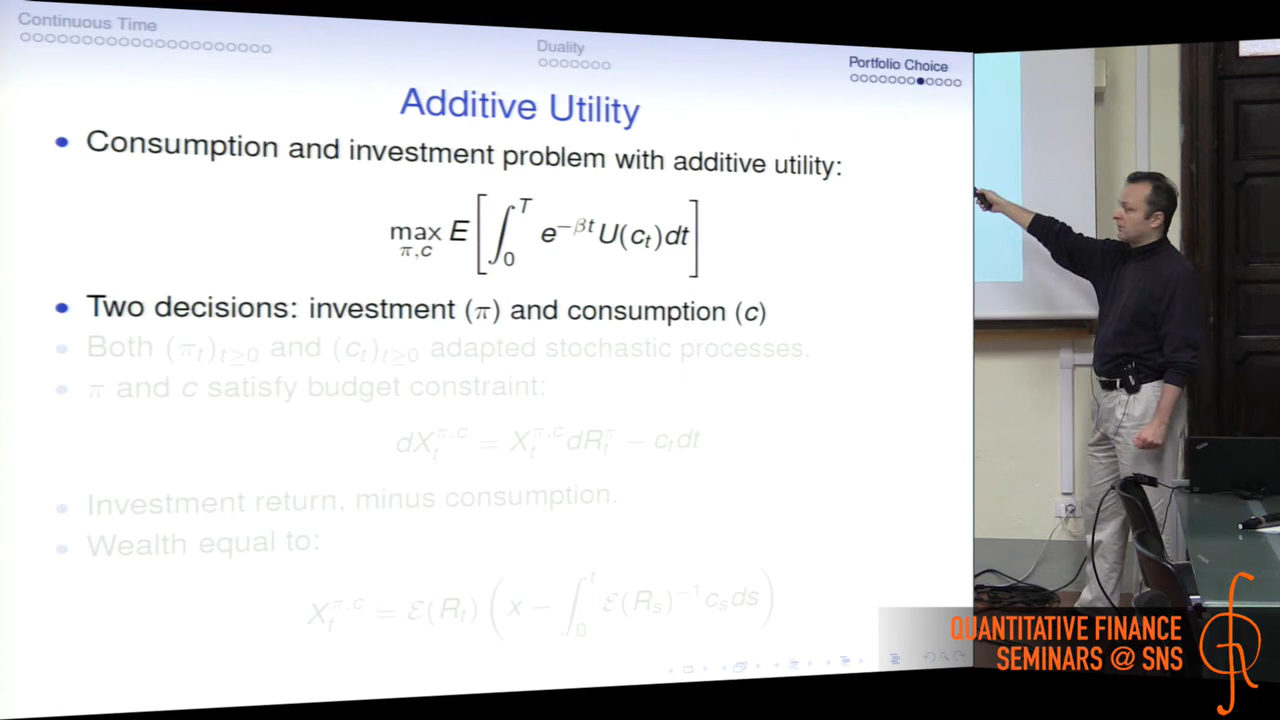 Continuous Time
Duality
Portfolio Choice
Additive Utility
• Consumption and investment problem with additive utility:
max_{π,c} E [ ∫_0^T e^{−βt} U(c_t)dt ]
• Two decisions: investment (π) and consumption (c)
• Both (π_t)_{t≥0} and (c_t)_{t≥0} adapted stochastic processes.
• π and c satisfy budget constraint:
dX_t^{π,c} = X_t^{π,c} dR_t^π − c_t dt
• Investment return, minus consumption.
• Wealth equal to:
X_t^{π,c} = ℰ(R_t) ( x − ∫_0^t ℰ(R_s)^{−1} c_s ds )
QUANTITATIVE FINANCE
SEMINARS @ SNS